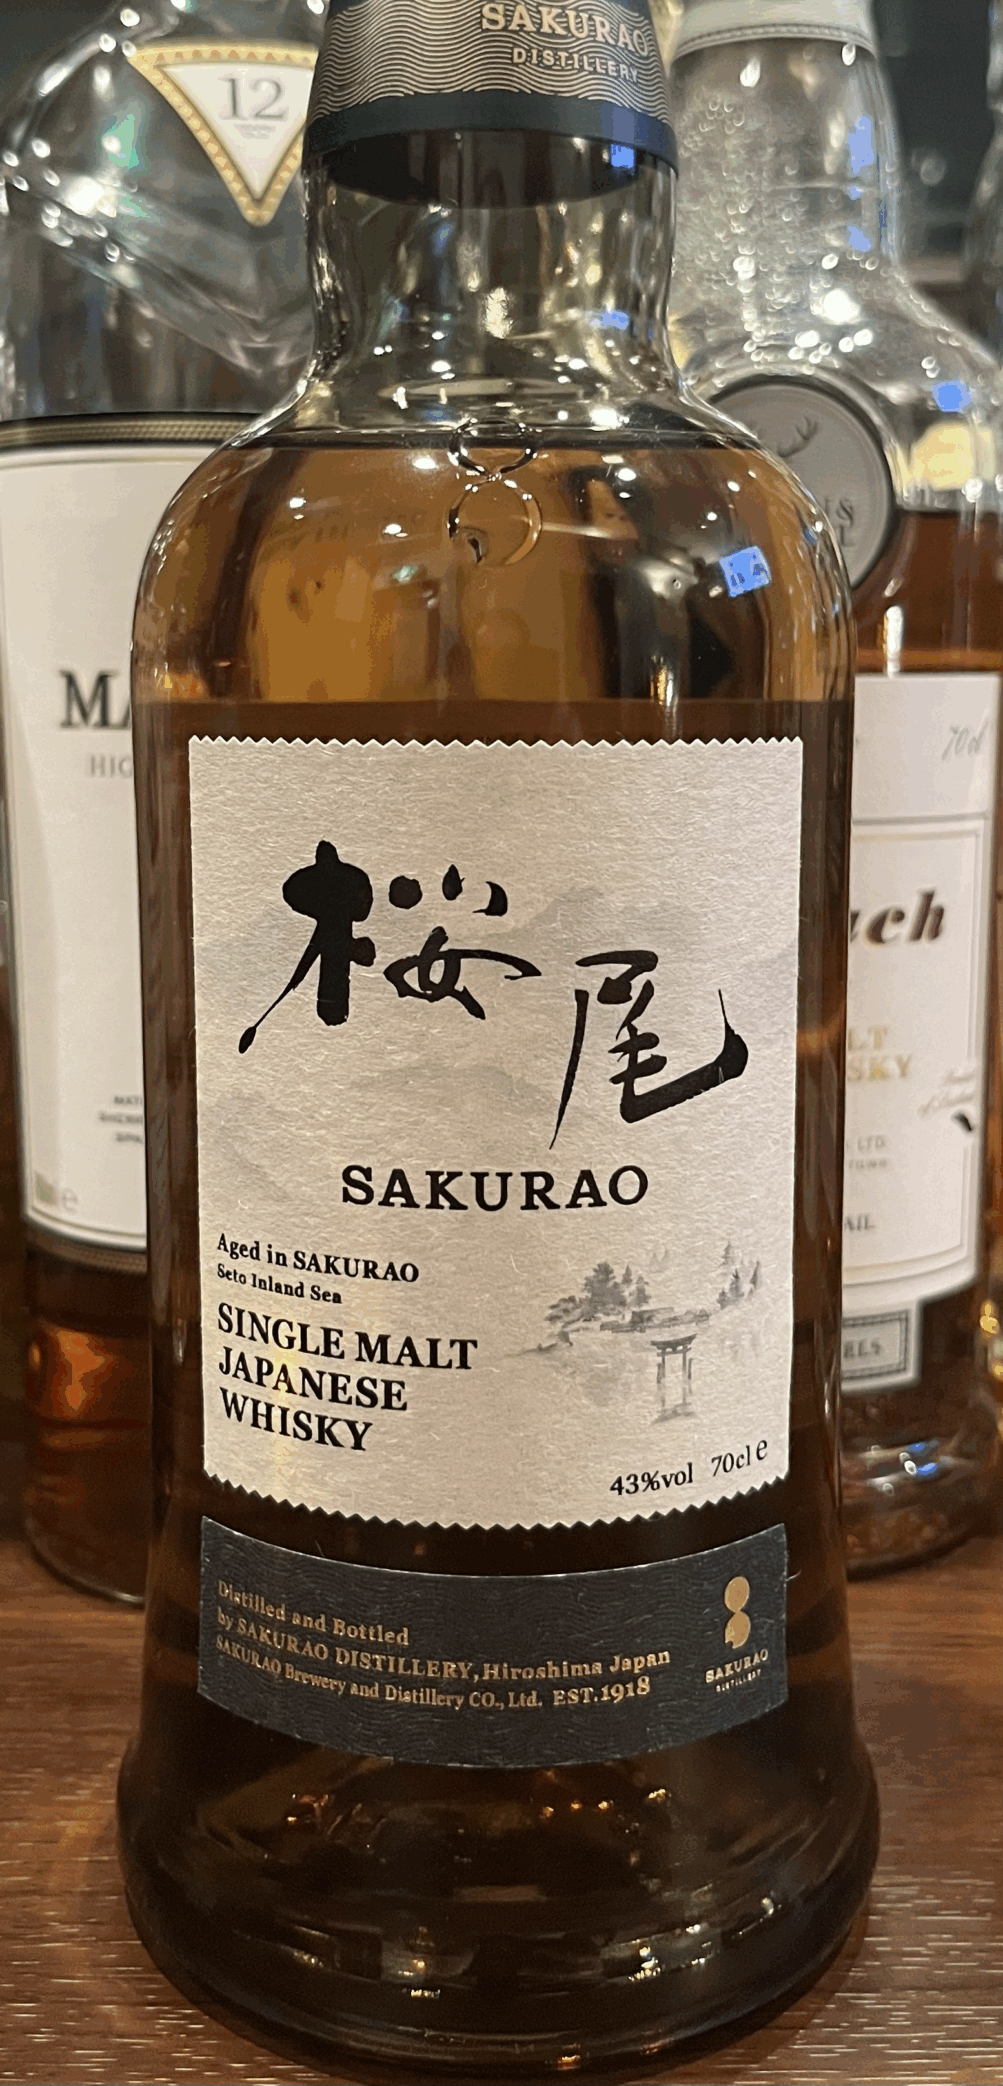 SAKURAO
DISTILLERY
12
桜尾
SAKURAO
Aged in SAKURAO
Seto Inland Sea
SINGLE MALT
JAPANESE
WHISKY
43%vol 70cl e
Distilled and Bottled
by SAKURAO DISTILLERY, Hiroshima Japan
SAKURAO Brewery and Distillery CO., Ltd. EST.1918
SAKURAO
DISTILLERY
70cl